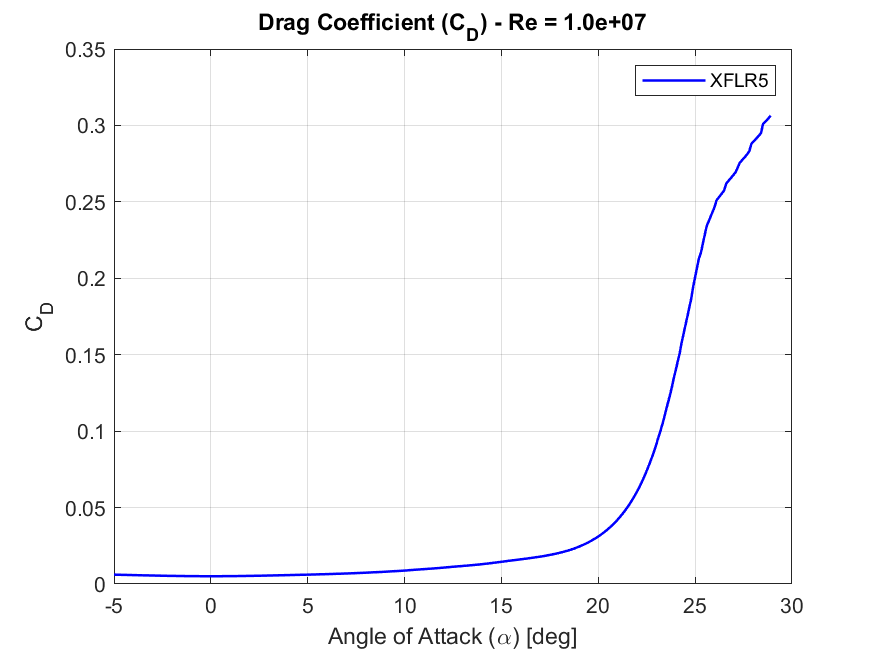 Drag Coefficient (C_D) - Re = 1.0e+07
XFLR5
0.35
0.3
0.25
0.2
0.15
0.1
0.05
0
C_D
-5 0 5 10 15 20 25 30
Angle of Attack (α) [deg]